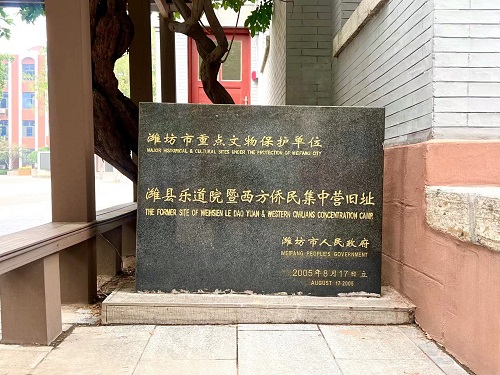 潍坊市重点文物保护单位
MAJOR HISTORICAL & CULTURAL SITES UNDER THE PROTECTION OF WEIFANG CITY
潍县乐道院暨西方侨民集中营旧址
THE FORMER SITE OF WEIHSIEN LE DAO YUAN & WESTERN CIVILIANS CONCENTRATION CAMP
潍坊市人民政府
WEIFANG PEOPLE'S GOVERNMENT
2005年8月17日立
AUGUST 17·2005